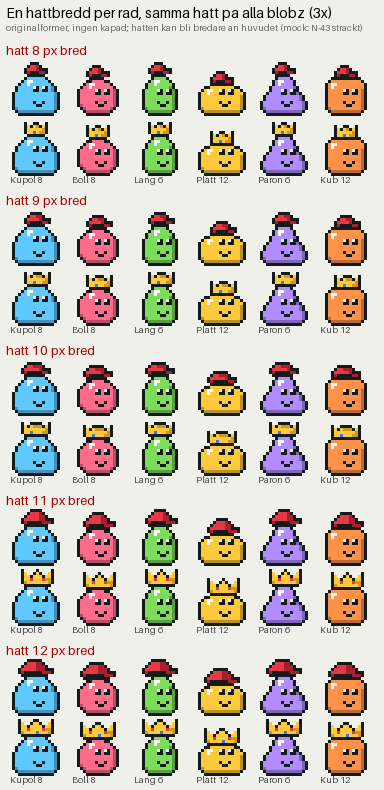 En hattbredd per rad, samma hatt pa alla blobz (3x)
originalformer, ingen kapad; hatten kan bli bredare an huvudet (mock: N-43 strackt)
hatt 8 px bred
Kupol 8 Boll 8 Lang 6 Platt 12 Paron 6 Kub 12
hatt 9 px bred
Kupol 8 Boll 8 Lang 6 Platt 12 Paron 6 Kub 12
hatt 10 px bred
Kupol 8 Boll 8 Lang 6 Platt 12 Paron 6 Kub 12
hatt 11 px bred
Kupol 8 Boll 8 Lang 6 Platt 12 Paron 6 Kub 12
hatt 12 px bred
Kupol 8 Boll 8 Lang 6 Platt 12 Paron 6 Kub 12